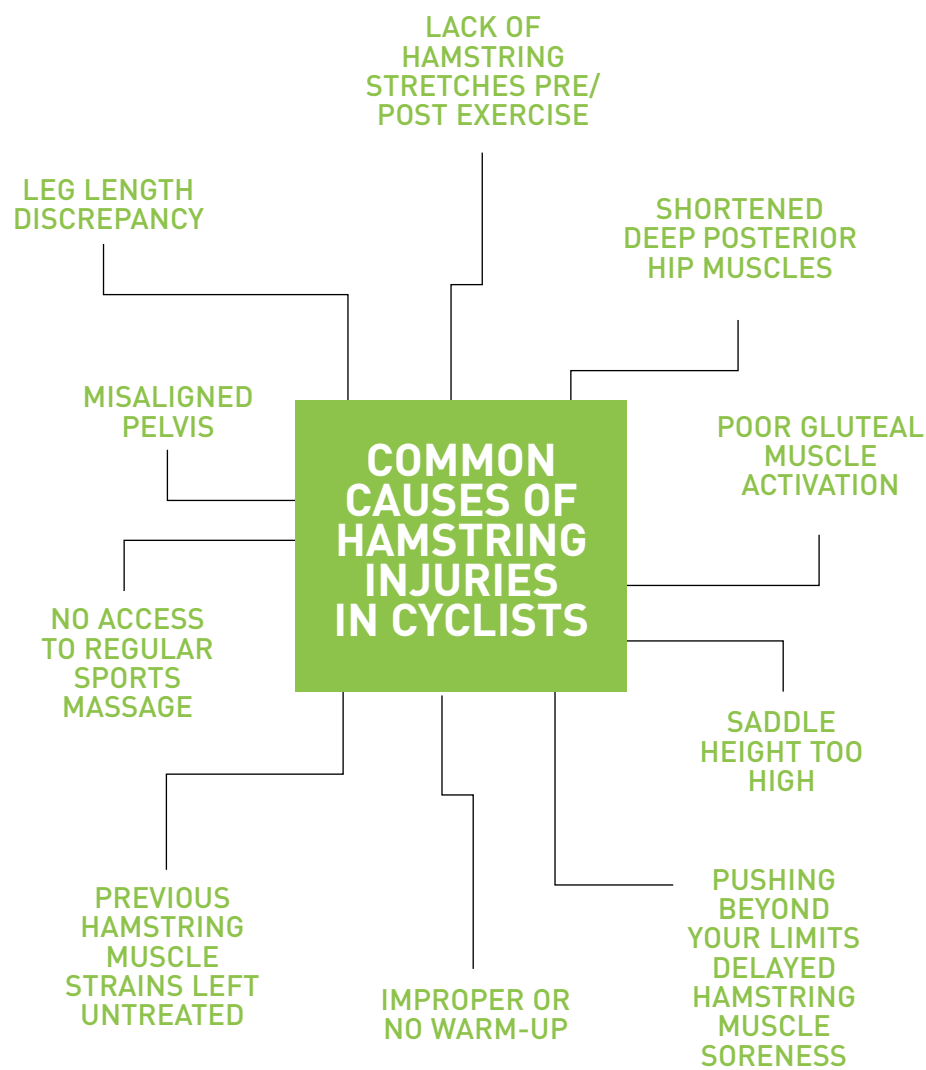 LACK OF
HAMSTRING
STRETCHES PRE/
POST EXERCISE
LEG LENGTH
DISCREPANCY
SHORTENED
DEEP POSTERIOR
HIP MUSCLES
MISALIGNED
PELVIS
POOR GLUTEAL
MUSCLE
ACTIVATION
COMMON
CAUSES OF
HAMSTRING
INJURIES
IN CYCLISTS
NO ACCESS
TO REGULAR
SPORTS
MASSAGE
SADDLE
HEIGHT TOO
HIGH
PREVIOUS
HAMSTRING
MUSCLE
STRAINS LEFT
UNTREATED
IMPROPER OR
NO WARM-UP
PUSHING
BEYOND
YOUR LIMITS
DELAYED
HAMSTRING
MUSCLE
SORENESS